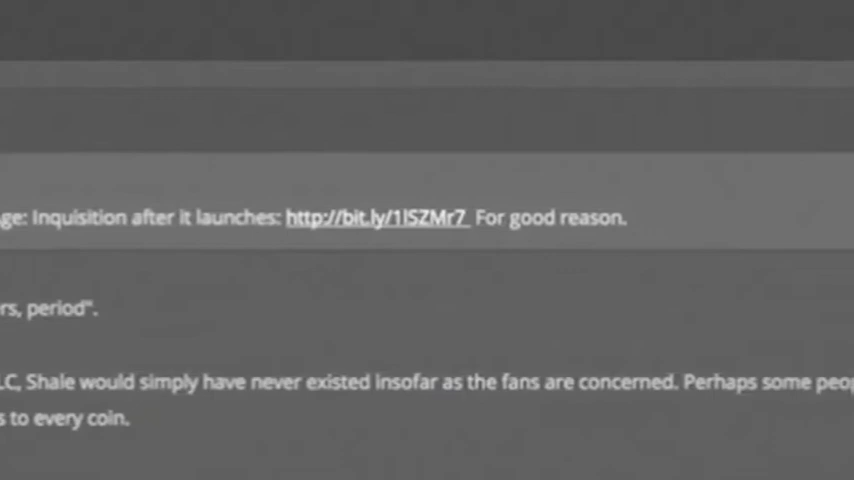 ge: Inquisition after it launches: http://bit.ly/1lSZMr7 For good reason.
rs, period".
LC, Shale would simply have never existed insofar as the fans are concerned. Perhaps some peop
s to every coin.